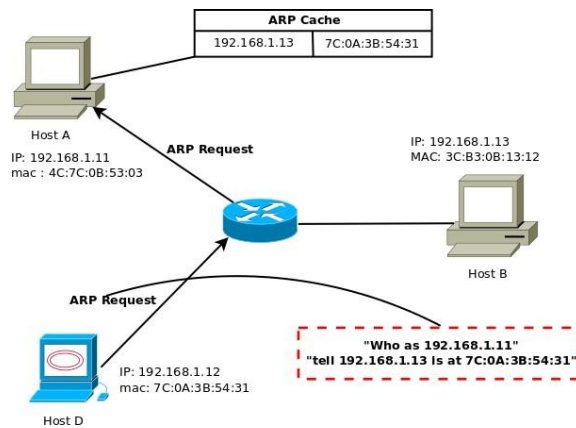 ARP Cache
192.168.1.13 7C:0A:3B:54:31
Host A
IP: 192.168.1.11
mac : 4C:7C:0B:53:03
ARP Request
IP: 192.168.1.13
MAC: 3C:B3:0B:13:12
Host B
ARP Request
"Who as 192.168.1.11"
"tell 192.168.1.13 is at 7C:0A:3B:54:31"
IP: 192.168.1.12
mac: 7C:0A:3B:54:31
Host D